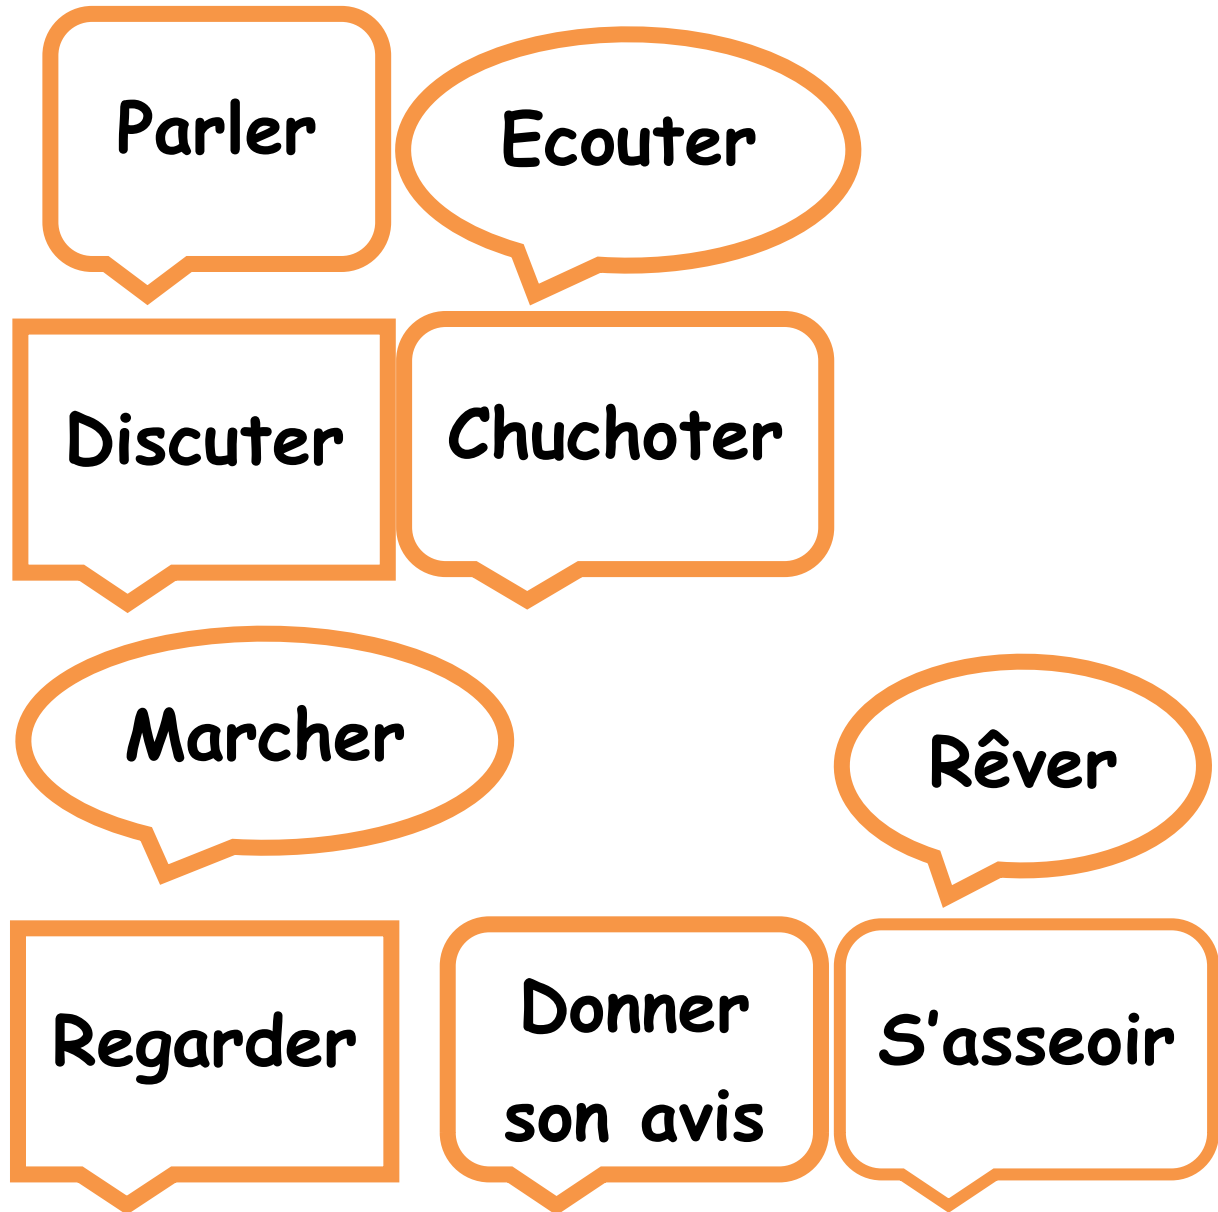 Parler
Ecouter
Discuter
Chuchoter
Marcher
Rêver
Regarder
Donner
son avis
S'asseoir